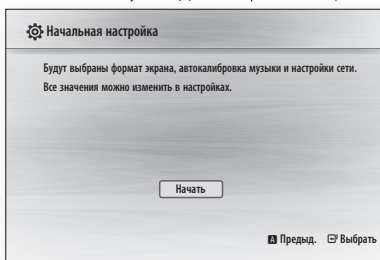 Начальная настройка
Будут выбраны формат экрана, автокалибровка музыки и настройки сети.
Все значения можно изменить в настройках.
Начать
A Предыд. Выбрать